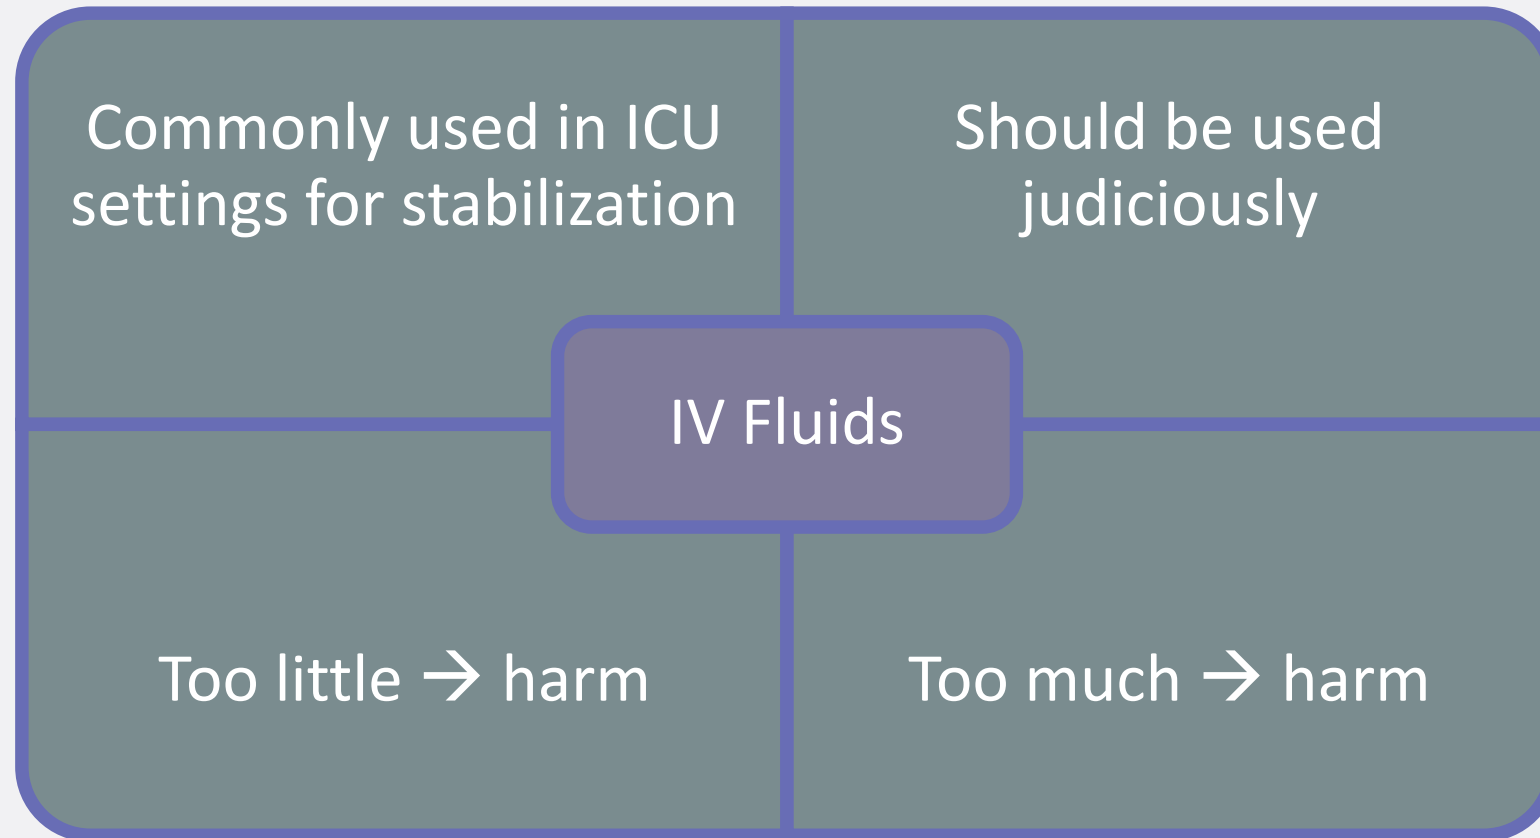 Commonly used in ICU
settings for stabilization
Should be used
judiciously
IV Fluids
Too little → harm
Too much → harm